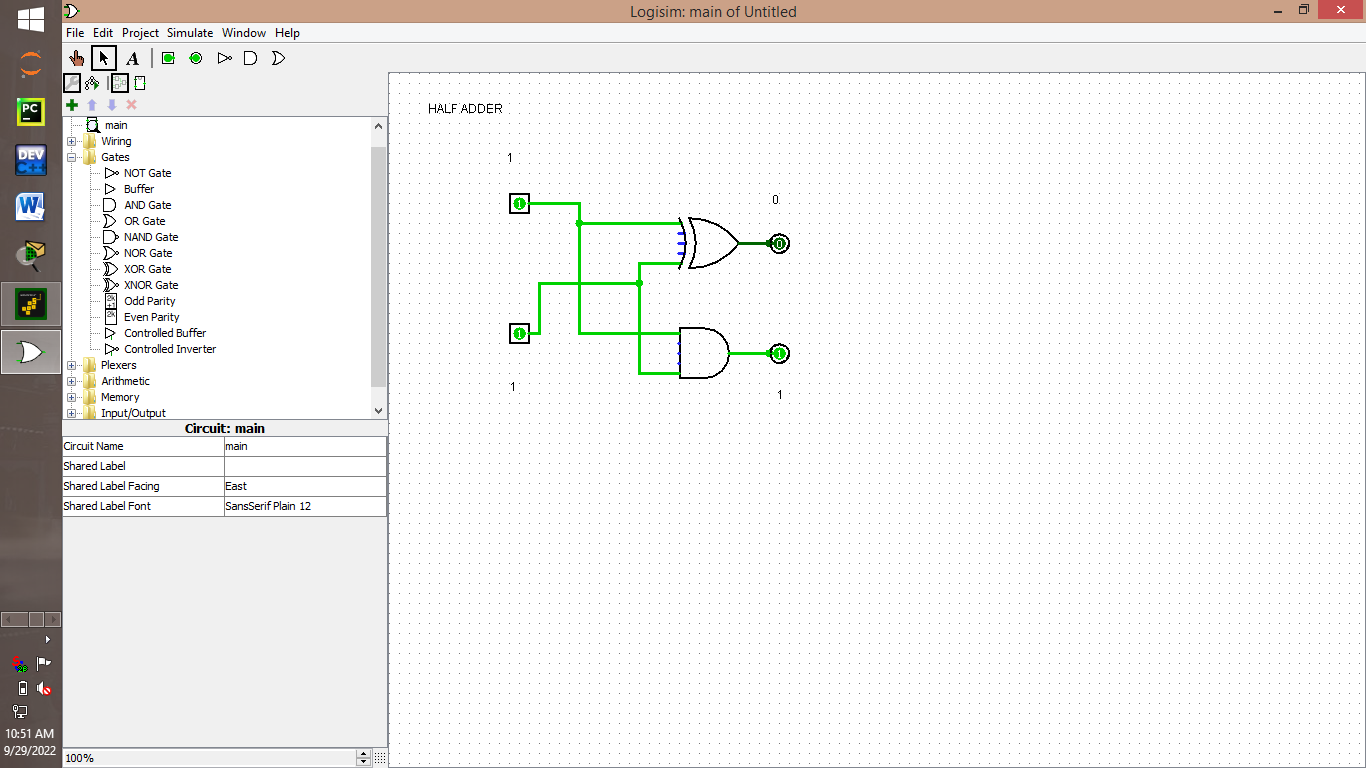 Logisim: main of Untitled
File Edit Project Simulate Window Help
A
PC
DEV
C++
W
main
Wiring
Gates
NOT Gate
Buffer
AND Gate
OR Gate
NAND Gate
NOR Gate
XOR Gate
XNOR Gate
Odd Parity
Even Parity
Controlled Buffer
Controlled Inverter
Plexers
Arithmetic
Memory
Input/Output
Circuit: main
Circuit Name main
Shared Label
Shared Label Facing East
Shared Label Font SansSerif Plain 12
100%
HALF ADDER
1
1
0
0
1
1
1
1
10:51 AM
9/29/2022